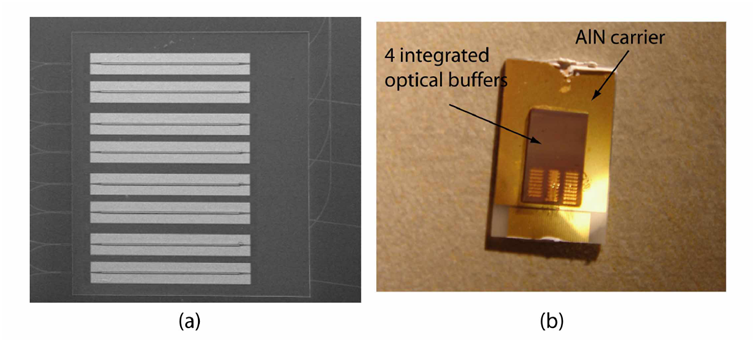 4 integrated
optical buffers
AlN carrier
(a)
(b)